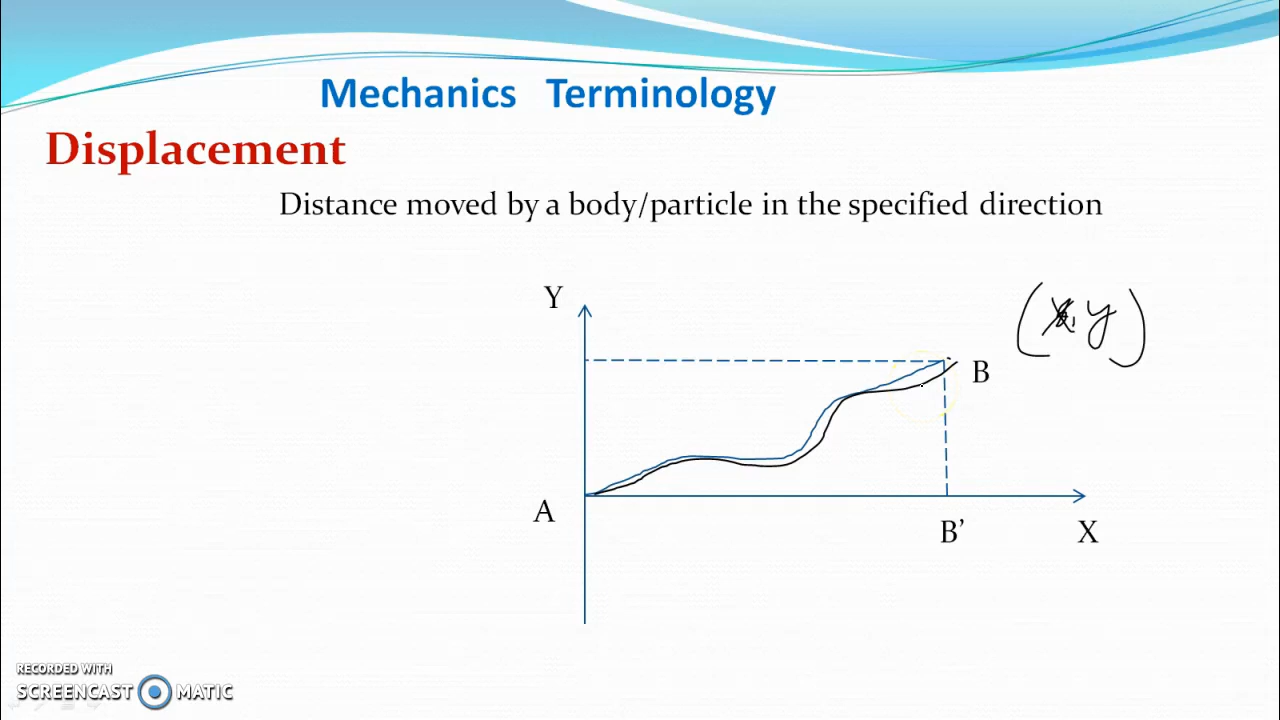 Mechanics Terminology
Displacement
Distance moved by a body/particle in the specified direction
Y
(x, y)
B
A
B’
X
RECORDED WITH
SCREENCAST MATIC